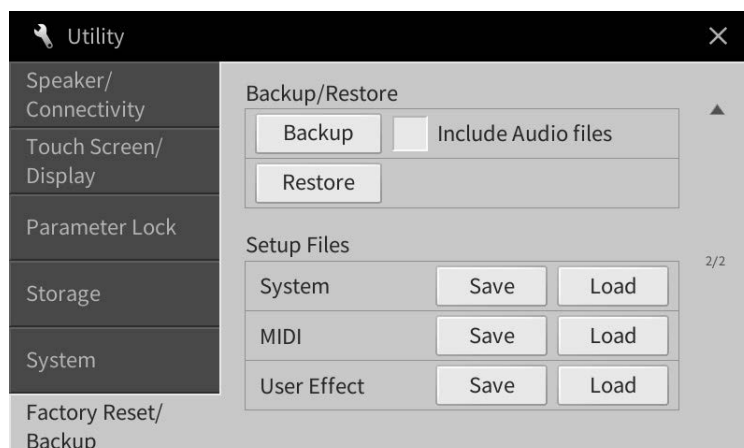 Utility
Speaker/
Connectivity
Touch Screen/
Display
Parameter Lock
Storage
System
Factory Reset/
Backup
Backup/Restore
Backup Include Audio files
Restore
Setup Files
System Save Load
MIDI Save Load
User Effect Save Load
2/2